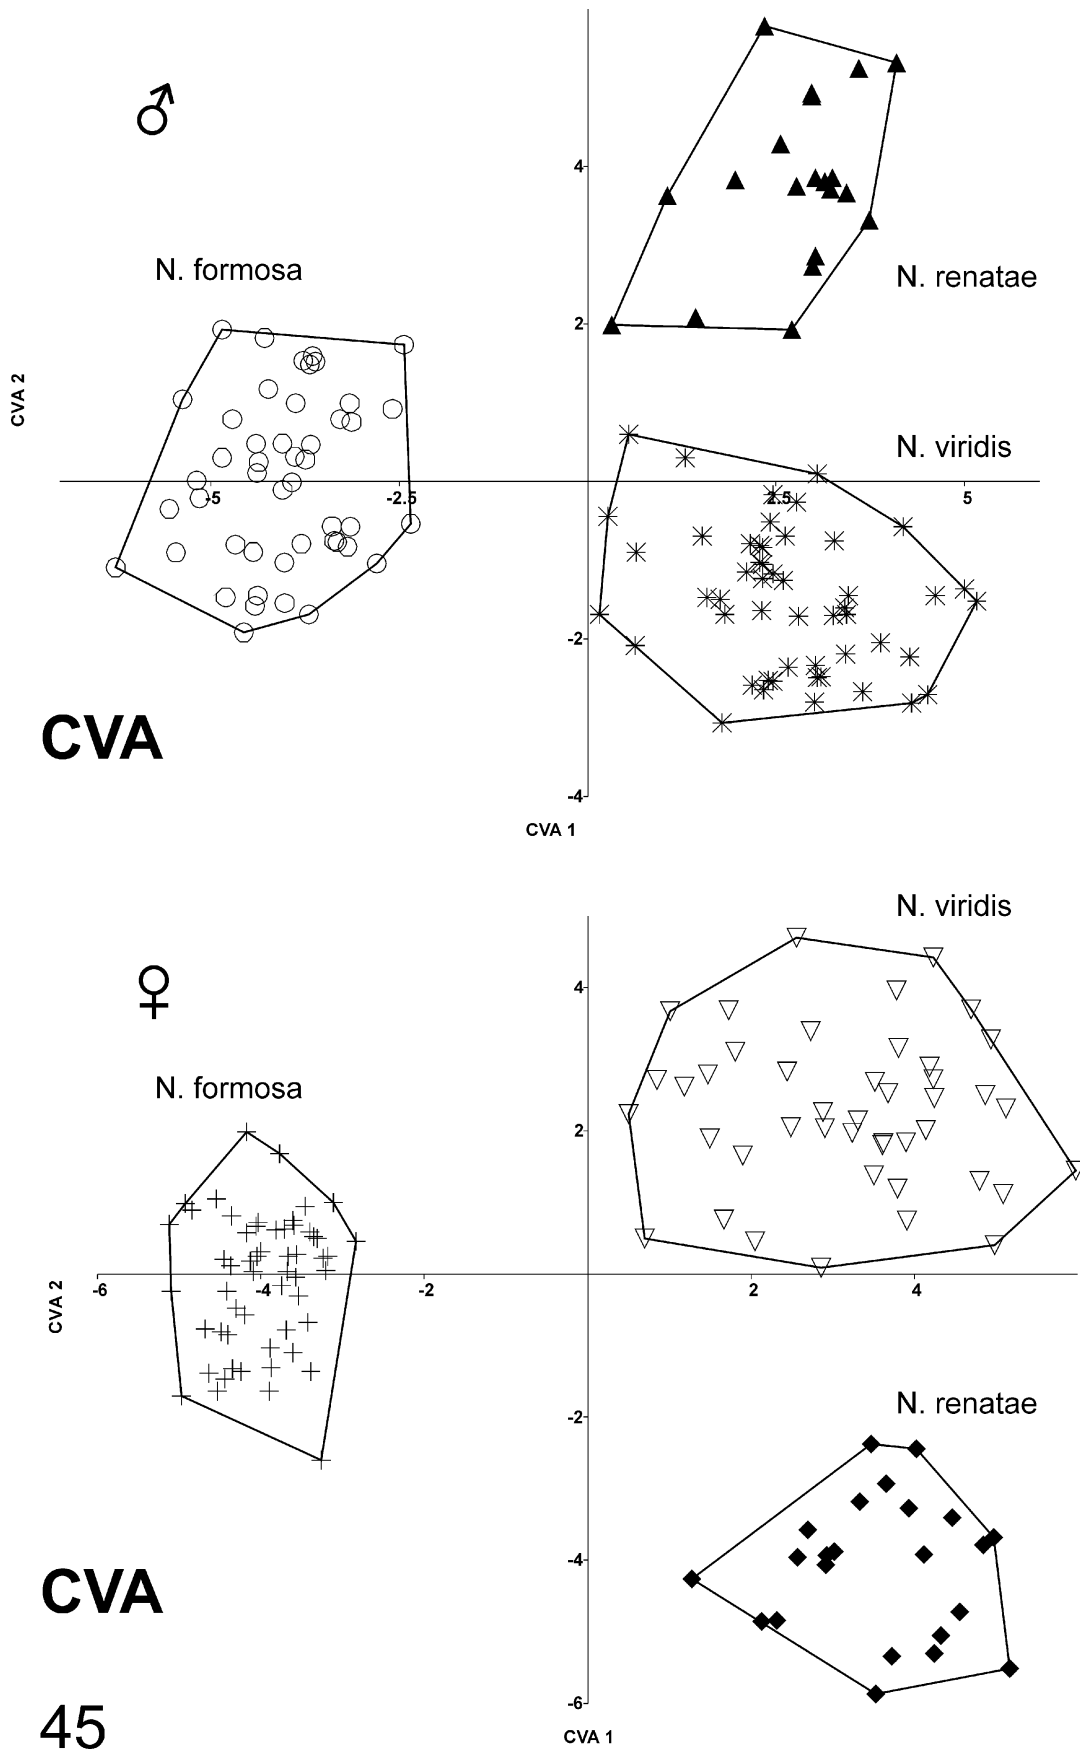 ♂
4
N. renatae
N. formosa
2
CVA 2
N. viridis
-5
-2.5
2.5
5
-2
CVA
-4
CVA 1
N. viridis
♀
4
N. formosa
2
-6
-4
-2
2
4
CVA 2
N. renatae
-2
-4
CVA
-6
45
CVA 1